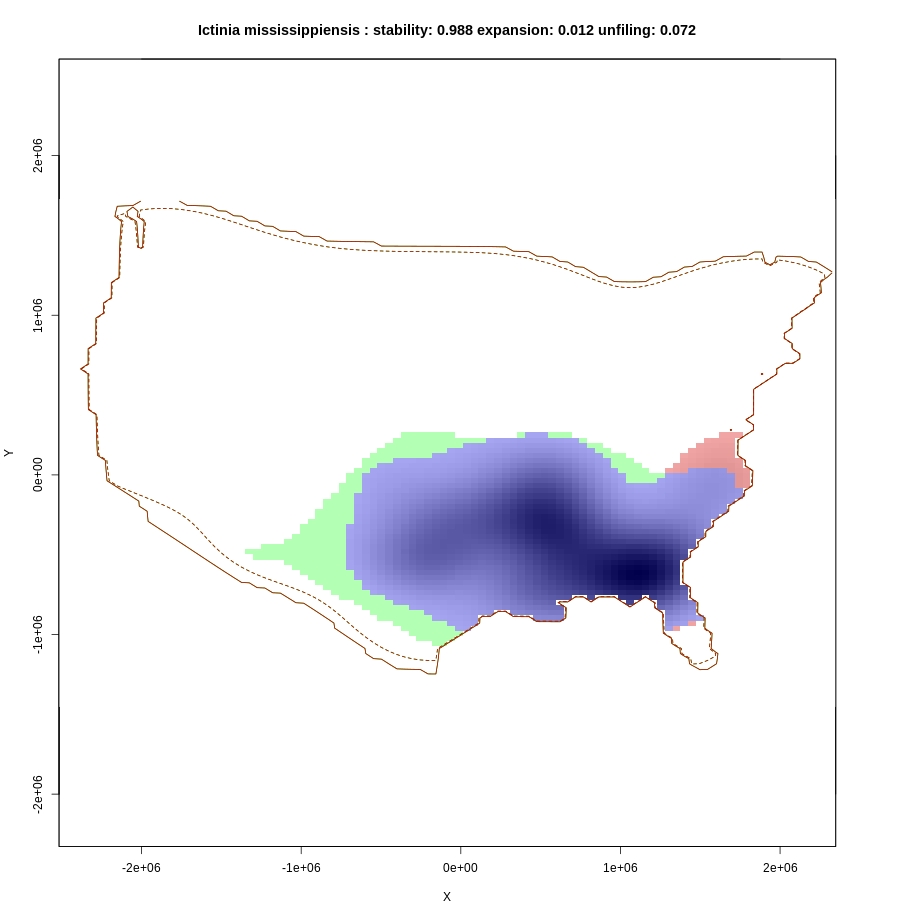 Ictinia mississippiensis : stability: 0.988 expansion: 0.012 unfiling: 0.072
2e+06
1e+06
0e+00
-1e+06
-2e+06
Y
-2e+06 -1e+06 0e+00 1e+06 2e+06
X